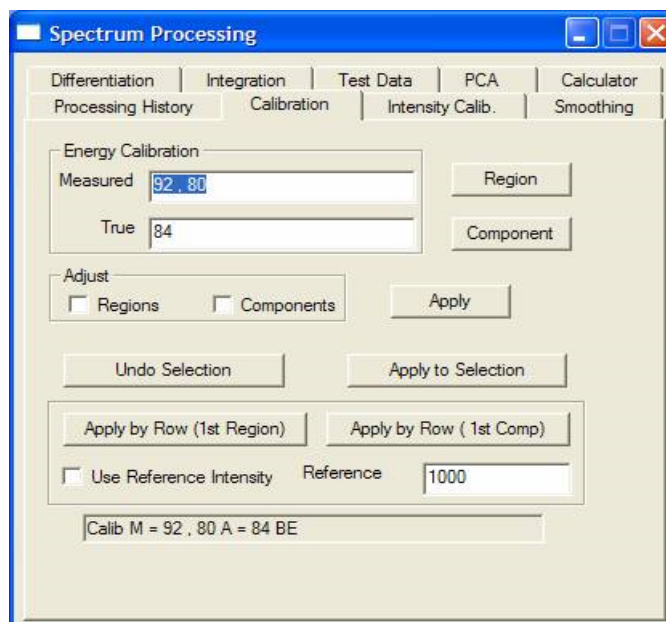 Spectrum Processing
Differentiation Integration Test Data PCA Calculator
Processing History Calibration Intensity Calib. Smoothing
Energy Calibration
Measured 92 , 80 Region
True 84 Component
Adjust
Regions Components Apply
Undo Selection Apply to Selection
Apply by Row (1st Region) Apply by Row ( 1st Comp)
Use Reference Intensity Reference 1000
Calib M = 92 , 80 A = 84 BE